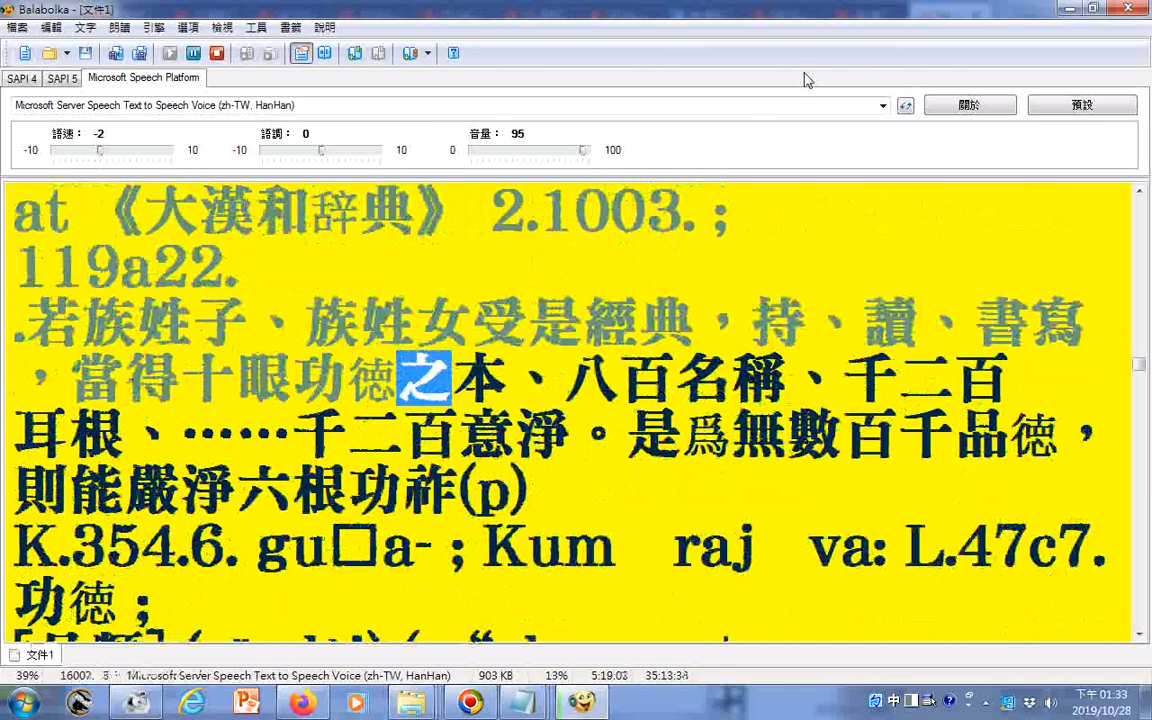 Balabolka - [文件1]
檔案 編輯 文字 朗讀 引擎 選項 檢視 工具 書籤 說明
SAPI 4 SAPI 5 Microsoft Speech Platform
Microsoft Server Speech Text to Speech Voice (zh-TW, HanHan) 關於 預設
語速： -2 語調： 0 音量： 95
-10 10 -10 10 0 100
at 《大漢和辞典》 2.1003.；
119a22.
.若族姓子、族姓女受是經典，持、讀、書寫
，當得十眼功德之本、八百名稱、千二百
耳根、……千二百意淨。是爲無數百千品德，
則能嚴淨六根功祚(p)
K.354.6. gu□a-；Kum raj va: L.47c7.
功德；
文件1
39% Microsoft Server Speech Text to Speech Voice (zh-TW, HanHan) 903 KB 13% 5:19:03 35:13:38
中
下午 01:33
2019/10/28